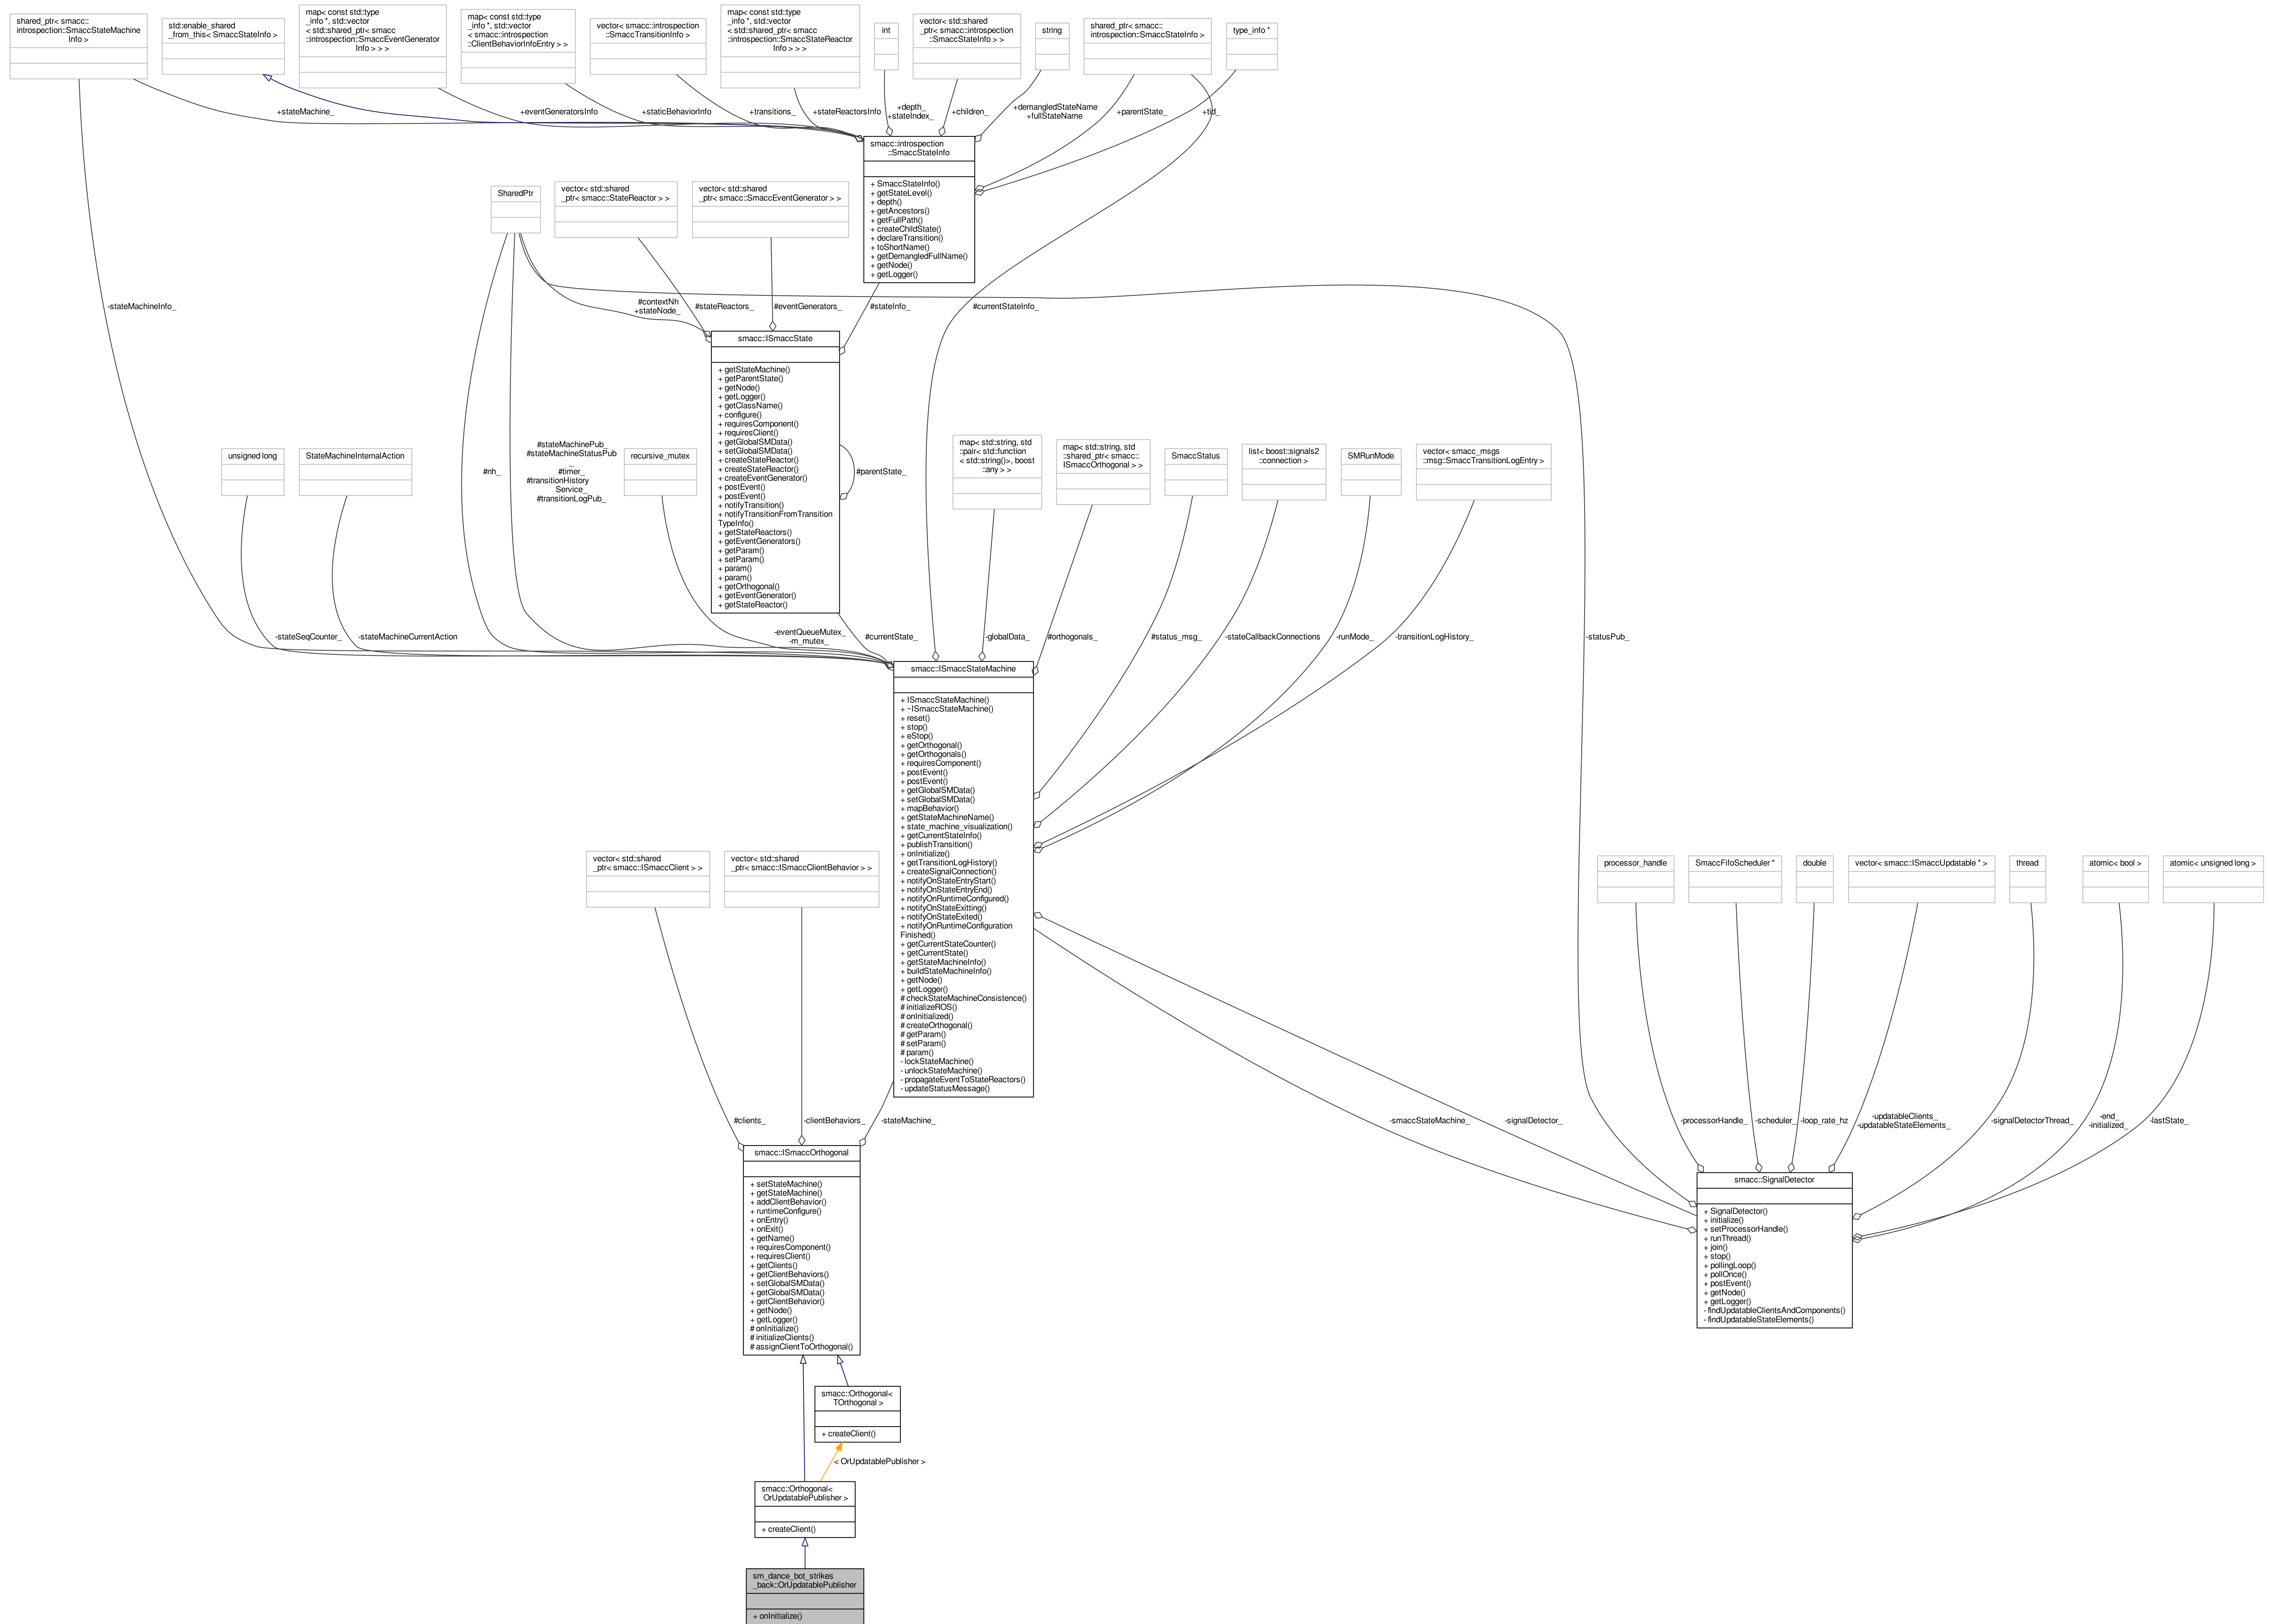 shared_ptr< smacc::
introspection::SmaccStateMachine
Info >
std::enable_shared
_from_this< SmaccStateInfo >
map< const std::type
_info *, std::vector
< std::shared_ptr< smacc
::introspection::SmaccEventGenerator
Info > > >
map< const std::type
_info *, std::vector
< smacc::introspection
::ClientBehaviorInfoEntry > >
vector< smacc::introspection
::SmaccTransitionInfo >
map< const std::type
_info *, std::vector
< std::shared_ptr< smacc
::introspection::SmaccStateReactor
Info > > >
int
vector< std::shared
_ptr< smacc::introspection
::SmaccStateInfo > >
string
shared_ptr< smacc::
introspection::SmaccStateInfo >
type_info *
+stateMachine_
+eventGeneratorsInfo
+staticBehaviorInfo
+transitions_
+stateReactorsInfo
+depth_
+stateIndex_
+children_
+demangledStateName
+fullStateName
+parentState_
+tid_
smacc::introspection
::SmaccStateInfo
+ SmaccStateInfo()
+ getStateLevel()
+ depth()
+ getAncestors()
+ getFullPath()
+ createChildState()
+ declareTransition()
+ toShortName()
+ getDemangledFullName()
+ getNode()
+ getLogger()
SharedPtr
vector< std::shared
_ptr< smacc::StateReactor > >
vector< std::shared
_ptr< smacc::SmaccEventGenerator > >
-stateMachineInfo_
#contextNh
+stateNode_
#stateReactors_
#eventGenerators_
#stateInfo_
#currentStateInfo_
smacc::ISmaccState
+ getStateMachine()
+ getParentState()
+ getNode()
+ getLogger()
+ getClassName()
+ configure()
+ requiresComponent()
+ requiresClient()
+ getGlobalSMData()
+ setGlobalSMData()
+ createStateReactor()
+ createStateReactor()
+ createEventGenerator()
+ postEvent()
+ postEvent()
+ notifyTransition()
+ notifyTransitionFromTransition
TypeInfo()
+ getStateReactors()
+ getEventGenerators()
+ getParam()
+ setParam()
+ param()
+ param()
+ getOrthogonal()
+ getEventGenerator()
+ getStateReactor()
#parentState_
unsigned long
StateMachineInternalAction
#nh_
#stateMachinePub_
#stateMachineStatusPub
_
#timer_
#transitionHistory
Service_
#transitionLogPub_
recursive_mutex
map< std::string, std
::pair< std::function
< std::string()>, boost
::any > >
map< std::string, std
::shared_ptr< smacc::
ISmaccOrthogonal > >
SmaccStatus
list< boost::signals2
::connection >
SMRunMode
vector< smacc_msgs
::msg::SmaccTransitionLogEntry >
-stateSeqCounter_
-stateMachineCurrentAction
-eventQueueMutex_
-m_mutex_
#currentState_
-globalData_
#orthogonals_
#status_msg_
-stateCallbackConnections
-runMode_
-transitionLogHistory_
-statusPub_
smacc::ISmaccStateMachine
+ ISmaccStateMachine()
+ ~ISmaccStateMachine()
+ reset()
+ stop()
+ eStop()
+ getOrthogonal()
+ getOrthogonals()
+ requiresComponent()
+ postEvent()
+ postEvent()
+ getGlobalSMData()
+ setGlobalSMData()
+ mapBehavior()
+ getStateMachineName()
+ state_machine_visualization()
+ getCurrentStateInfo()
+ publishTransition()
+ onInitialize()
+ getTransitionLogHistory()
+ createSignalConnection()
+ notifyOnStateEntryStart()
+ notifyOnStateEntryEnd()
+ notifyOnRuntimeConfigured()
+ notifyOnStateExitting()
+ notifyOnStateExited()
+ notifyOnRuntimeConfiguration
Finished()
+ getCurrentStateCounter()
+ getCurrentState()
+ getStateMachineInfo()
+ buildStateMachineInfo()
+ getNode()
+ getLogger()
# checkStateMachineConsistence()
# initializeROS()
# onInitialized()
# createOrthogonal()
# getParam()
# setParam()
# param()
- lockStateMachine()
- unlockStateMachine()
- propagateEventToStateReactors()
- updateStatusMessage()
vector< std::shared
_ptr< smacc::ISmaccClient > >
vector< std::shared
_ptr< smacc::ISmaccClientBehavior > >
processor_handle
SmaccFifoScheduler *
double
vector< smacc::ISmaccUpdatable * >
thread
atomic< bool >
atomic< unsigned long >
#clients_
-clientBehaviors_
-stateMachine_
-smaccStateMachine_
-signalDetector_
-processorHandle_
-scheduler_
-loop_rate_hz
-updatableClients_
-updatableStateElements_
-signalDetectorThread_
-end_
-initialized_
-lastState_
smacc::ISmaccOrthogonal
+ setStateMachine()
+ getStateMachine()
+ addClientBehavior()
+ runtimeConfigure()
+ onEntry()
+ onExit()
+ getName()
+ requiresComponent()
+ requiresClient()
+ getClients()
+ getClientBehaviors()
+ setGlobalSMData()
+ getGlobalSMData()
+ getClientBehavior()
+ getNode()
+ getLogger()
# onInitialize()
# initializeClients()
# assignClientToOrthogonal()
smacc::SignalDetector
+ SignalDetector()
+ initialize()
+ setProcessorHandle()
+ runThread()
+ join()
+ stop()
+ pollingLoop()
+ pollOnce()
+ postEvent()
+ getNode()
+ getLogger()
- findUpdatableClientsAndComponents()
- findUpdatableStateElements()
smacc::Orthogonal<
TOrthogonal >
+ createClient()
< OrUpdatablePublisher >
smacc::Orthogonal<
OrUpdatablePublisher >
+ createClient()
sm_dance_bot_strikes
_back::OrUpdatablePublisher
+ onInitialize()